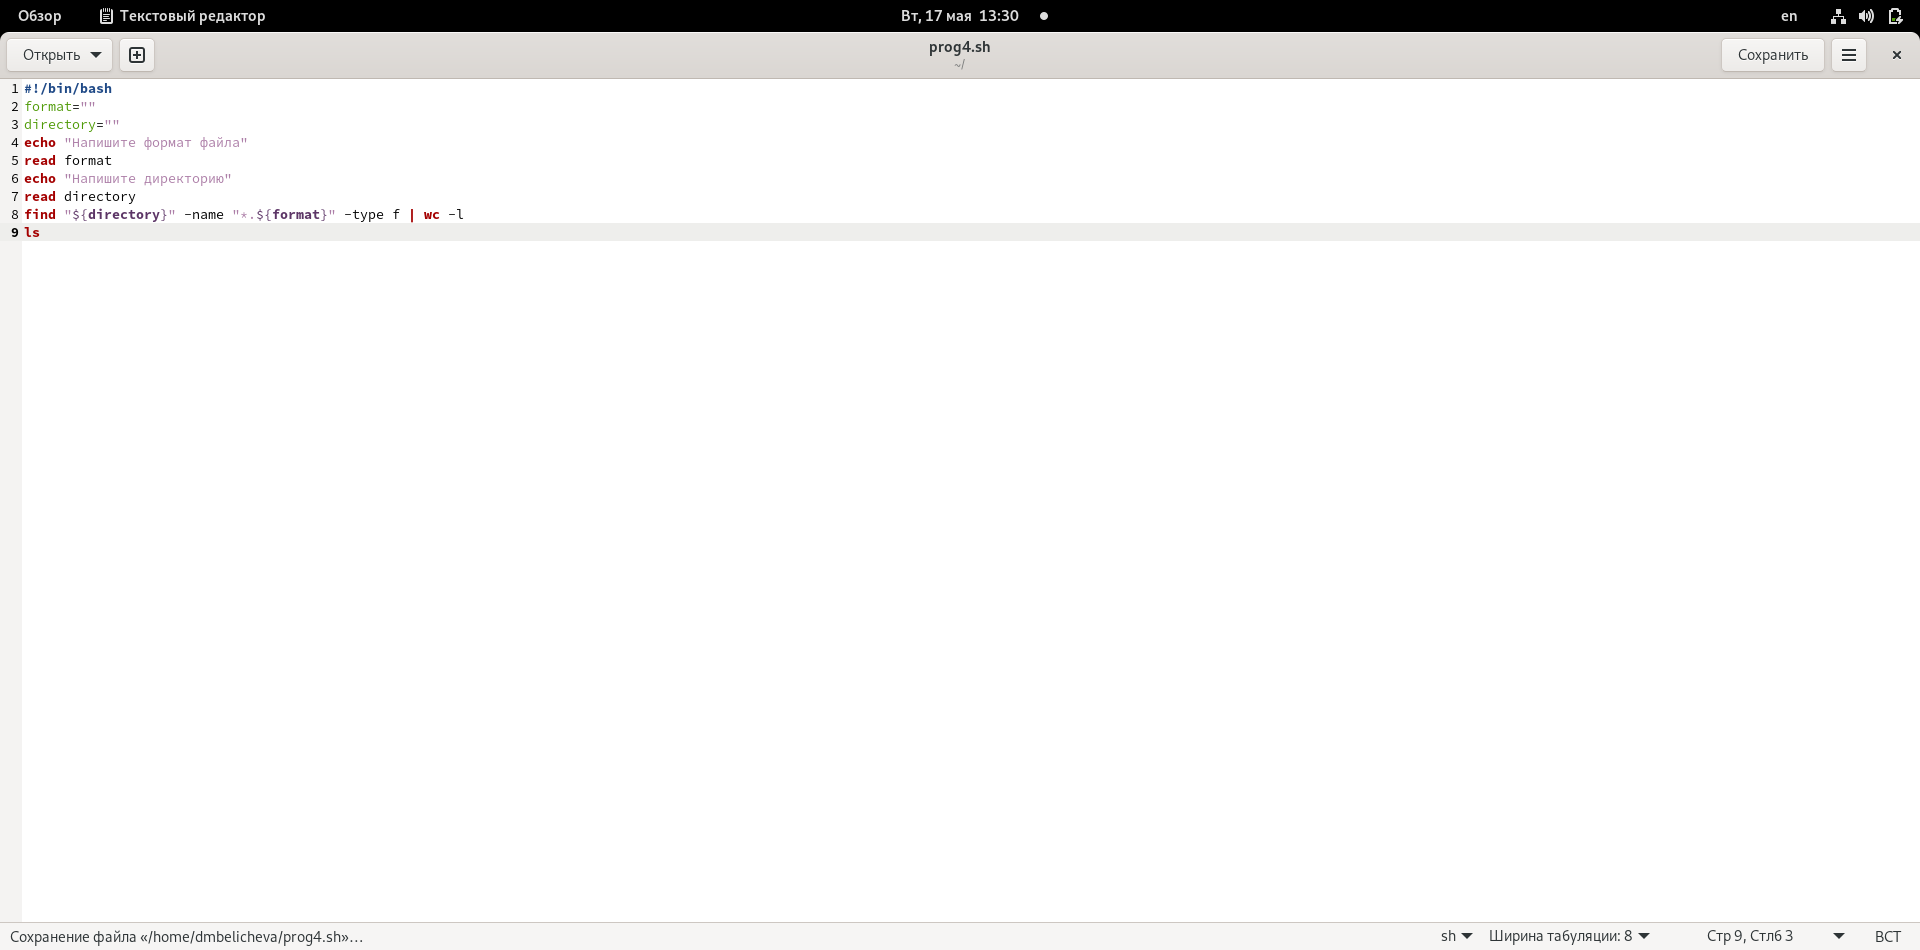 Обзор Текстовый редактор Вт, 17 мая 13:30 en
Открыть prog4.sh Сохранить
~/
1 #!/bin/bash
2 format=""
3 directory=""
4 echo "Напишите формат файла"
5 read format
6 echo "Напишите директорию"
7 read directory
8 find "${directory}" -name "*.${format}" -type f | wc -l
9 ls
Сохранение файла «/home/dmbelicheva/prog4.sh»… sh Ширина табуляции: 8 Стр 9, Стлб 3 ВСТ